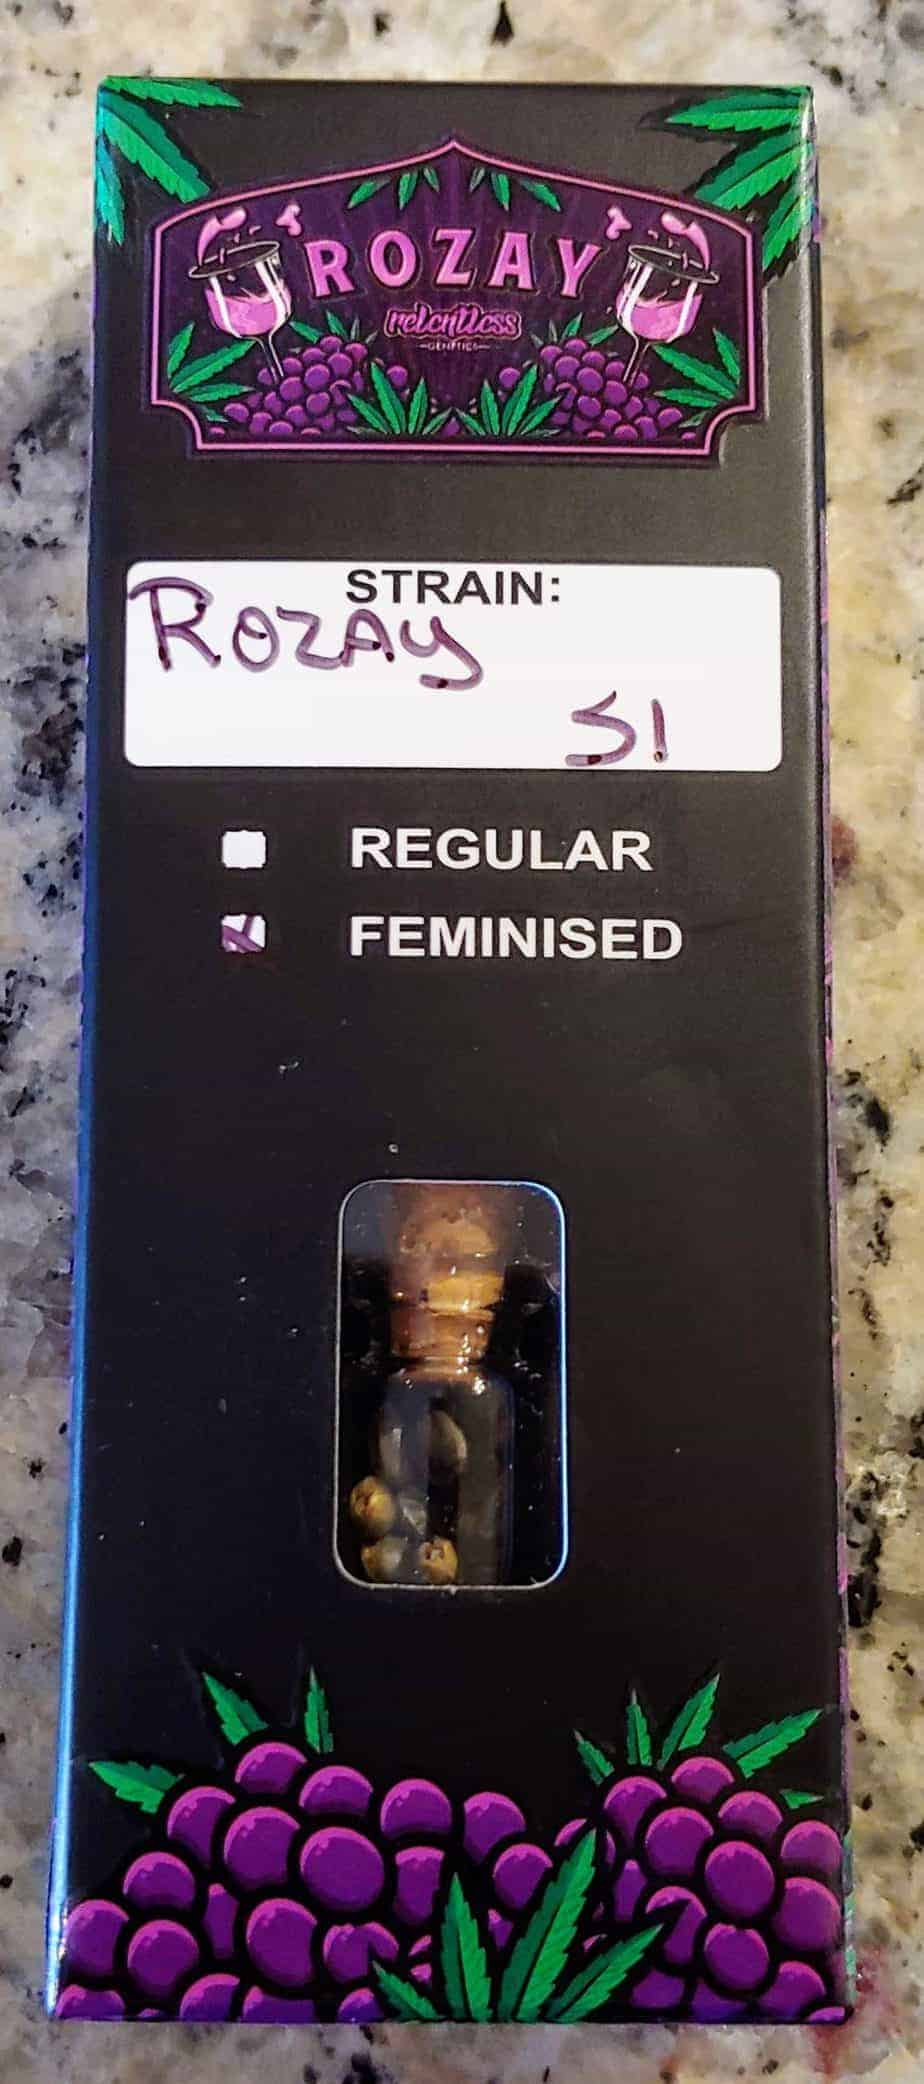 ROZAY
relentless
GENETICS
STRAIN:
ROZAY
S1
REGULAR
FEMINISED